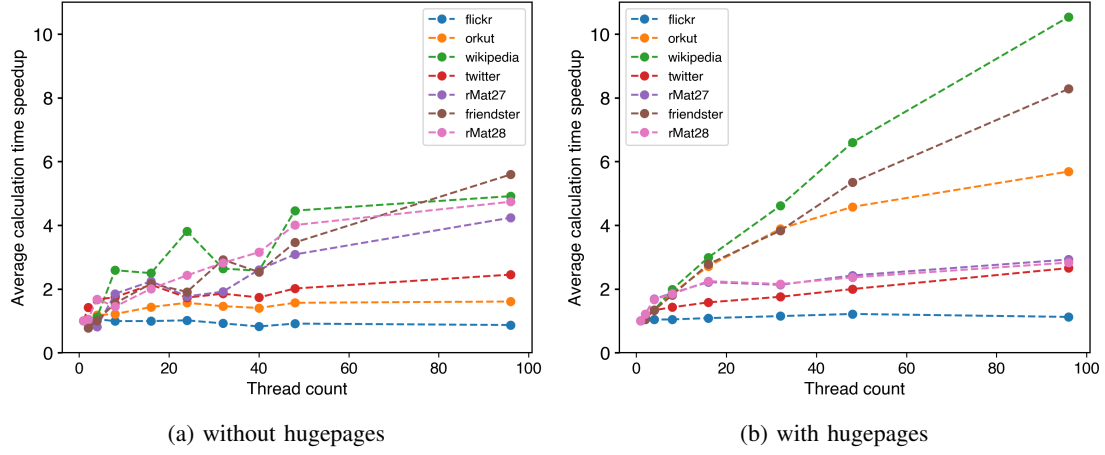 flickr
orkut
wikipedia
twitter
rMat27
friendster
rMat28
10
8
6
4
2
0
Average calculation time speedup
0 20 40 60 80 100
Thread count
(a) without hugepages
flickr
orkut
wikipedia
twitter
rMat27
friendster
rMat28
10
8
6
4
2
0
Average calculation time speedup
0 20 40 60 80 100
Thread count
(b) with hugepages